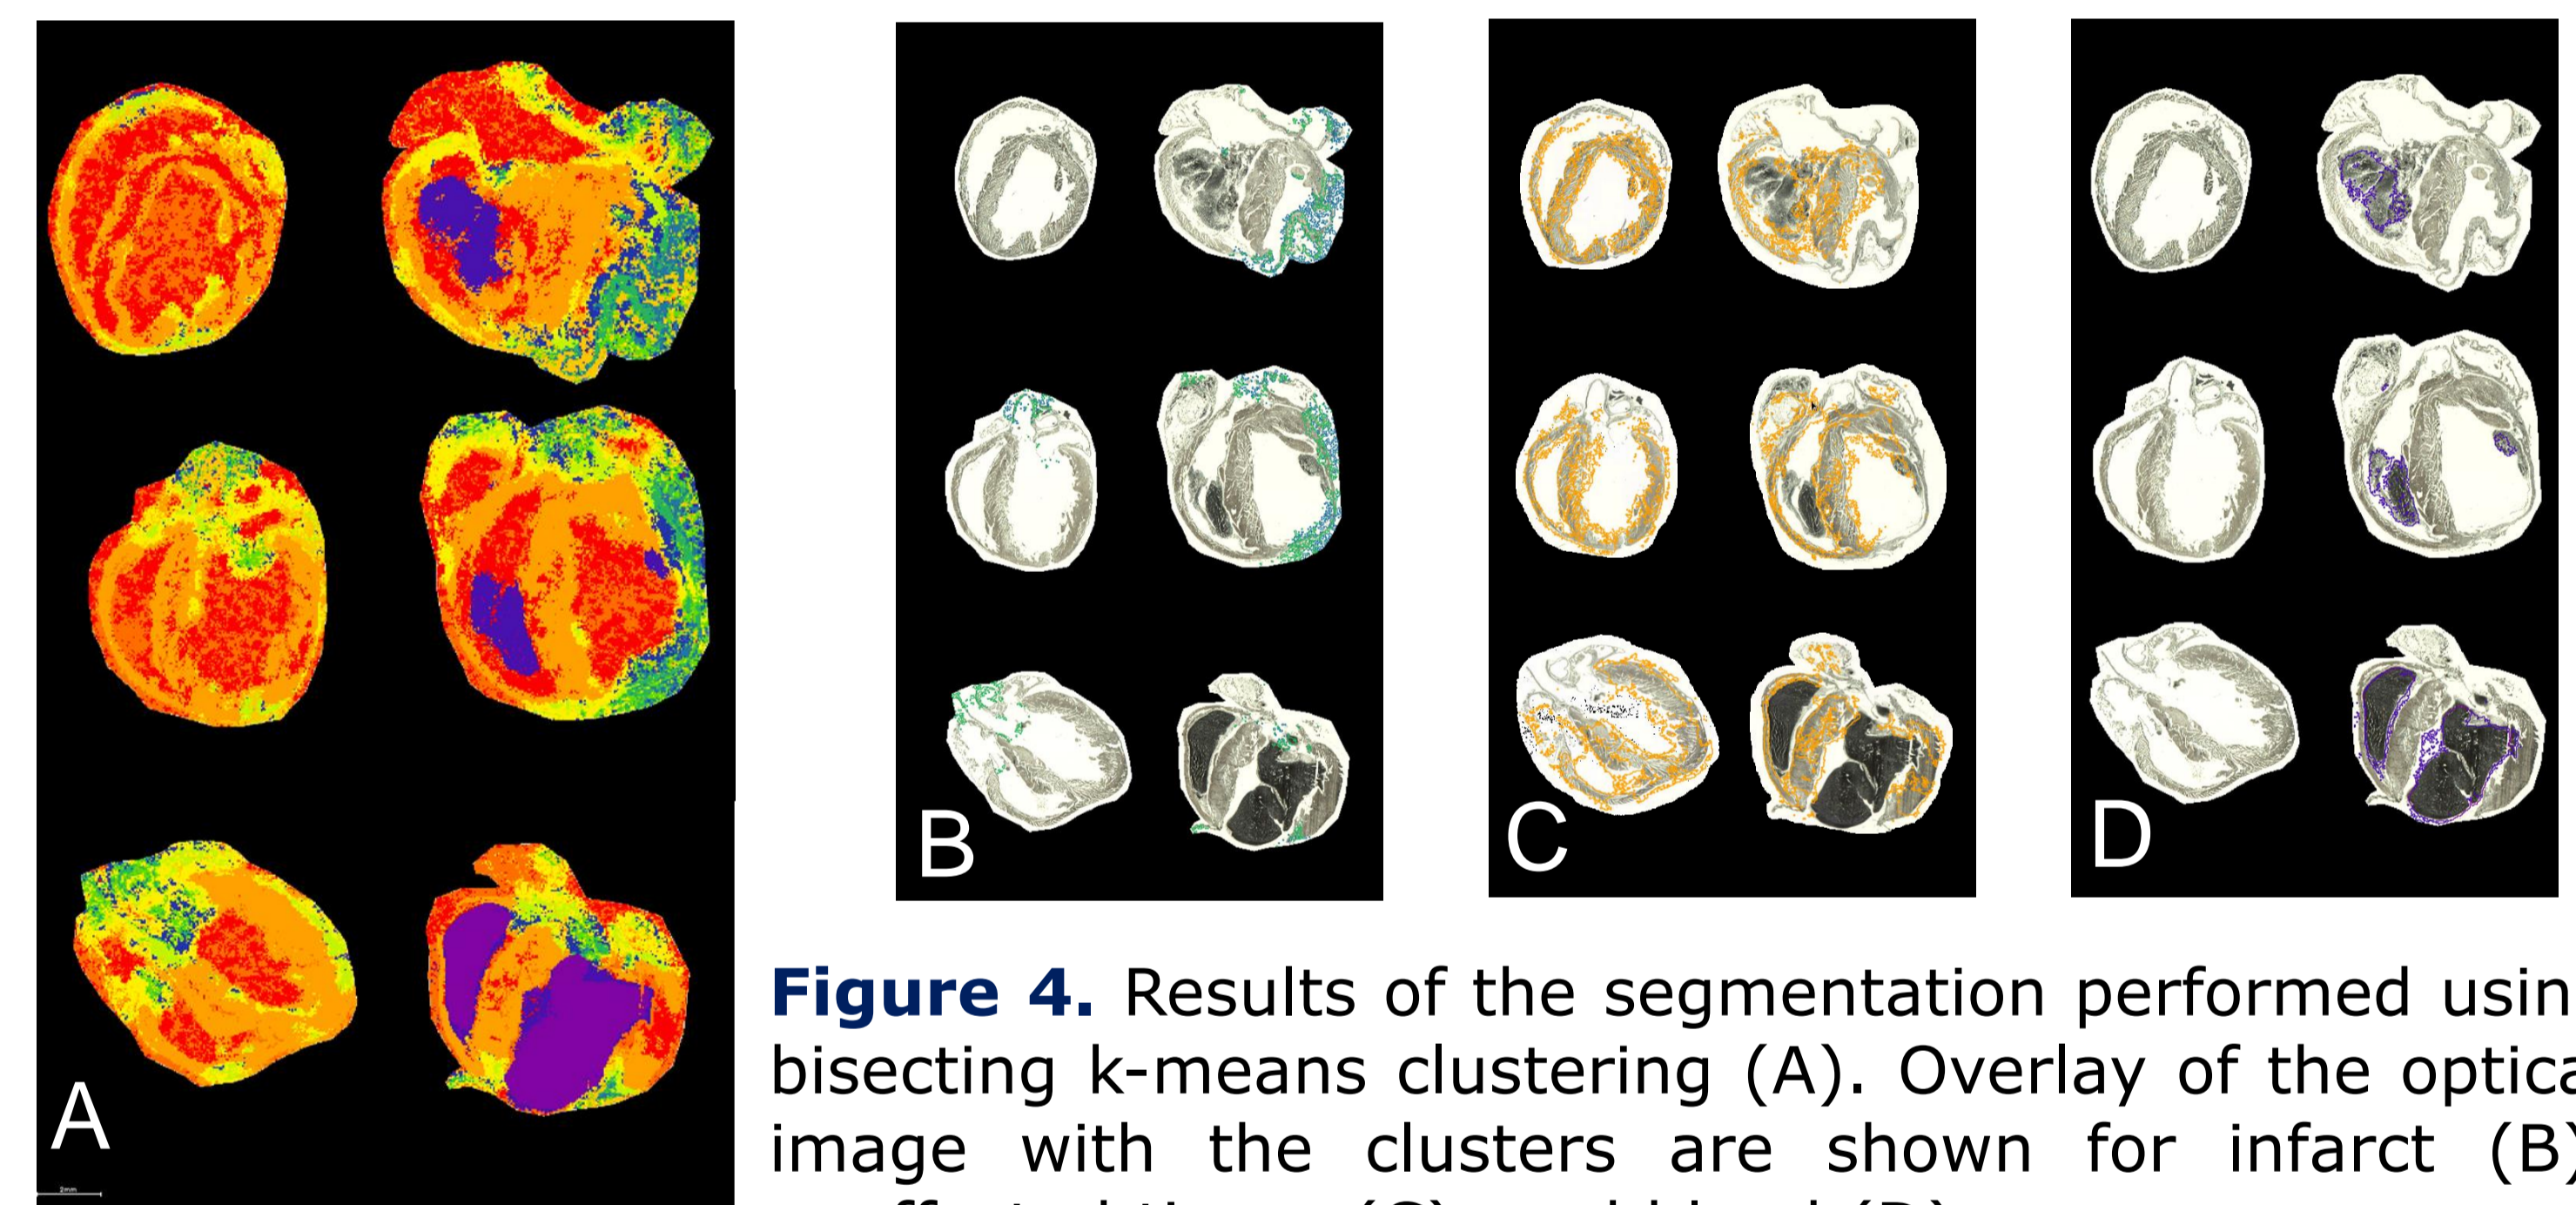 A
2mm
B
C
D
Figure 4. Results of the segmentation performed usin
bisecting k-means clustering (A). Overlay of the optica
image with the clusters are shown for infarct (B)